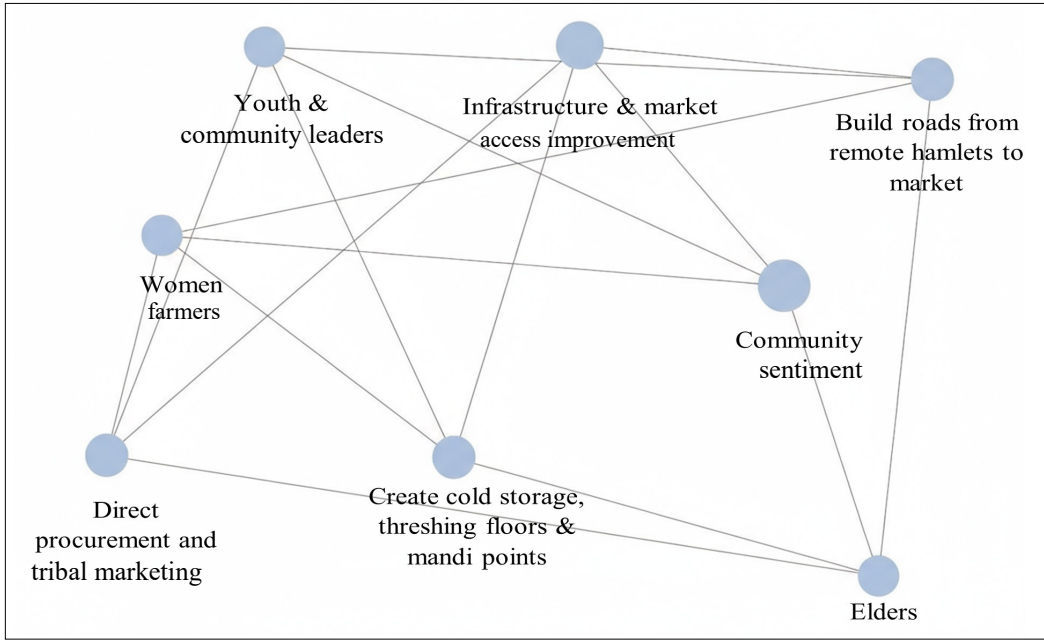 Youth &
community leaders
Infrastructure & market
access improvement
Build roads from
remote hamlets to
market
Women
farmers
Community
sentiment
Direct
procurement and
tribal marketing
Create cold storage,
threshing floors &
mandi points
Elders